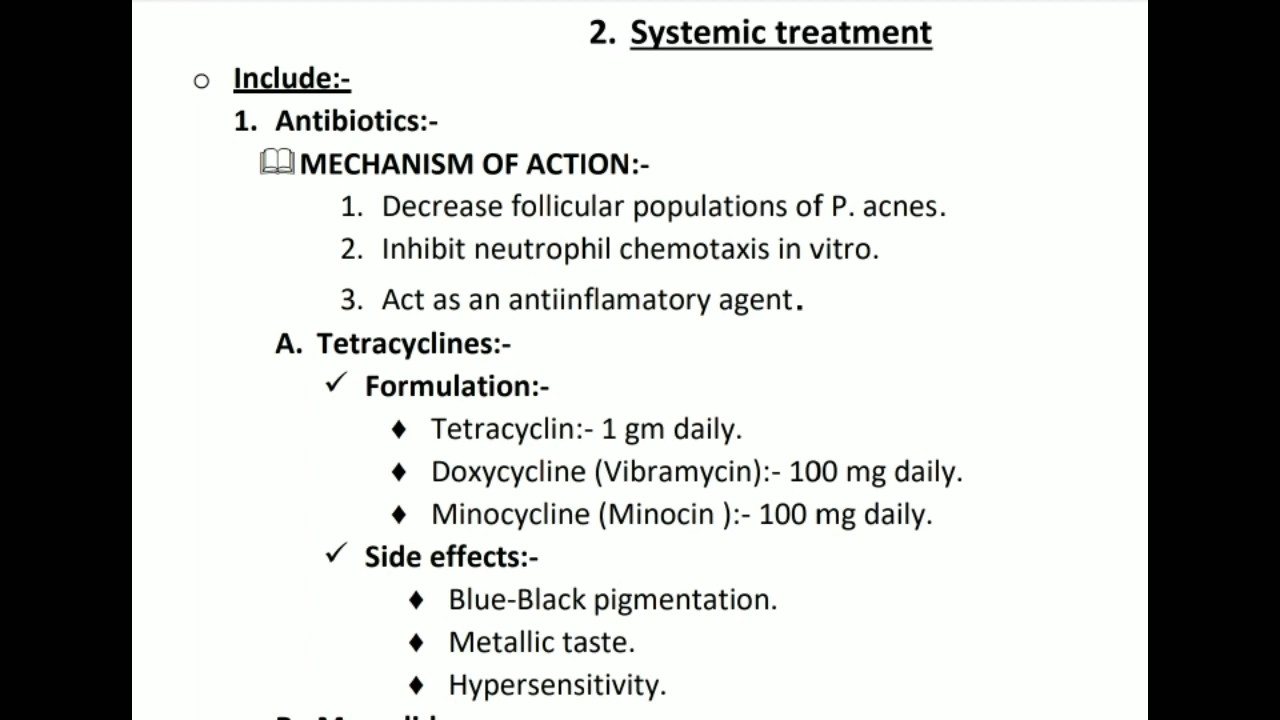 2. Systemic treatment
o Include:-
1. Antibiotics:-
MECHANISM OF ACTION:-
1. Decrease follicular populations of P. acnes.
2. Inhibit neutrophil chemotaxis in vitro.
3. Act as an antiinflamatory agent.
A. Tetracyclines:-
✓ Formulation:-
♦ Tetracyclin:- 1 gm daily.
♦ Doxycycline (Vibramycin):- 100 mg daily.
♦ Minocycline (Minocin ):- 100 mg daily.
✓ Side effects:-
♦ Blue-Black pigmentation.
♦ Metallic taste.
♦ Hypersensitivity.